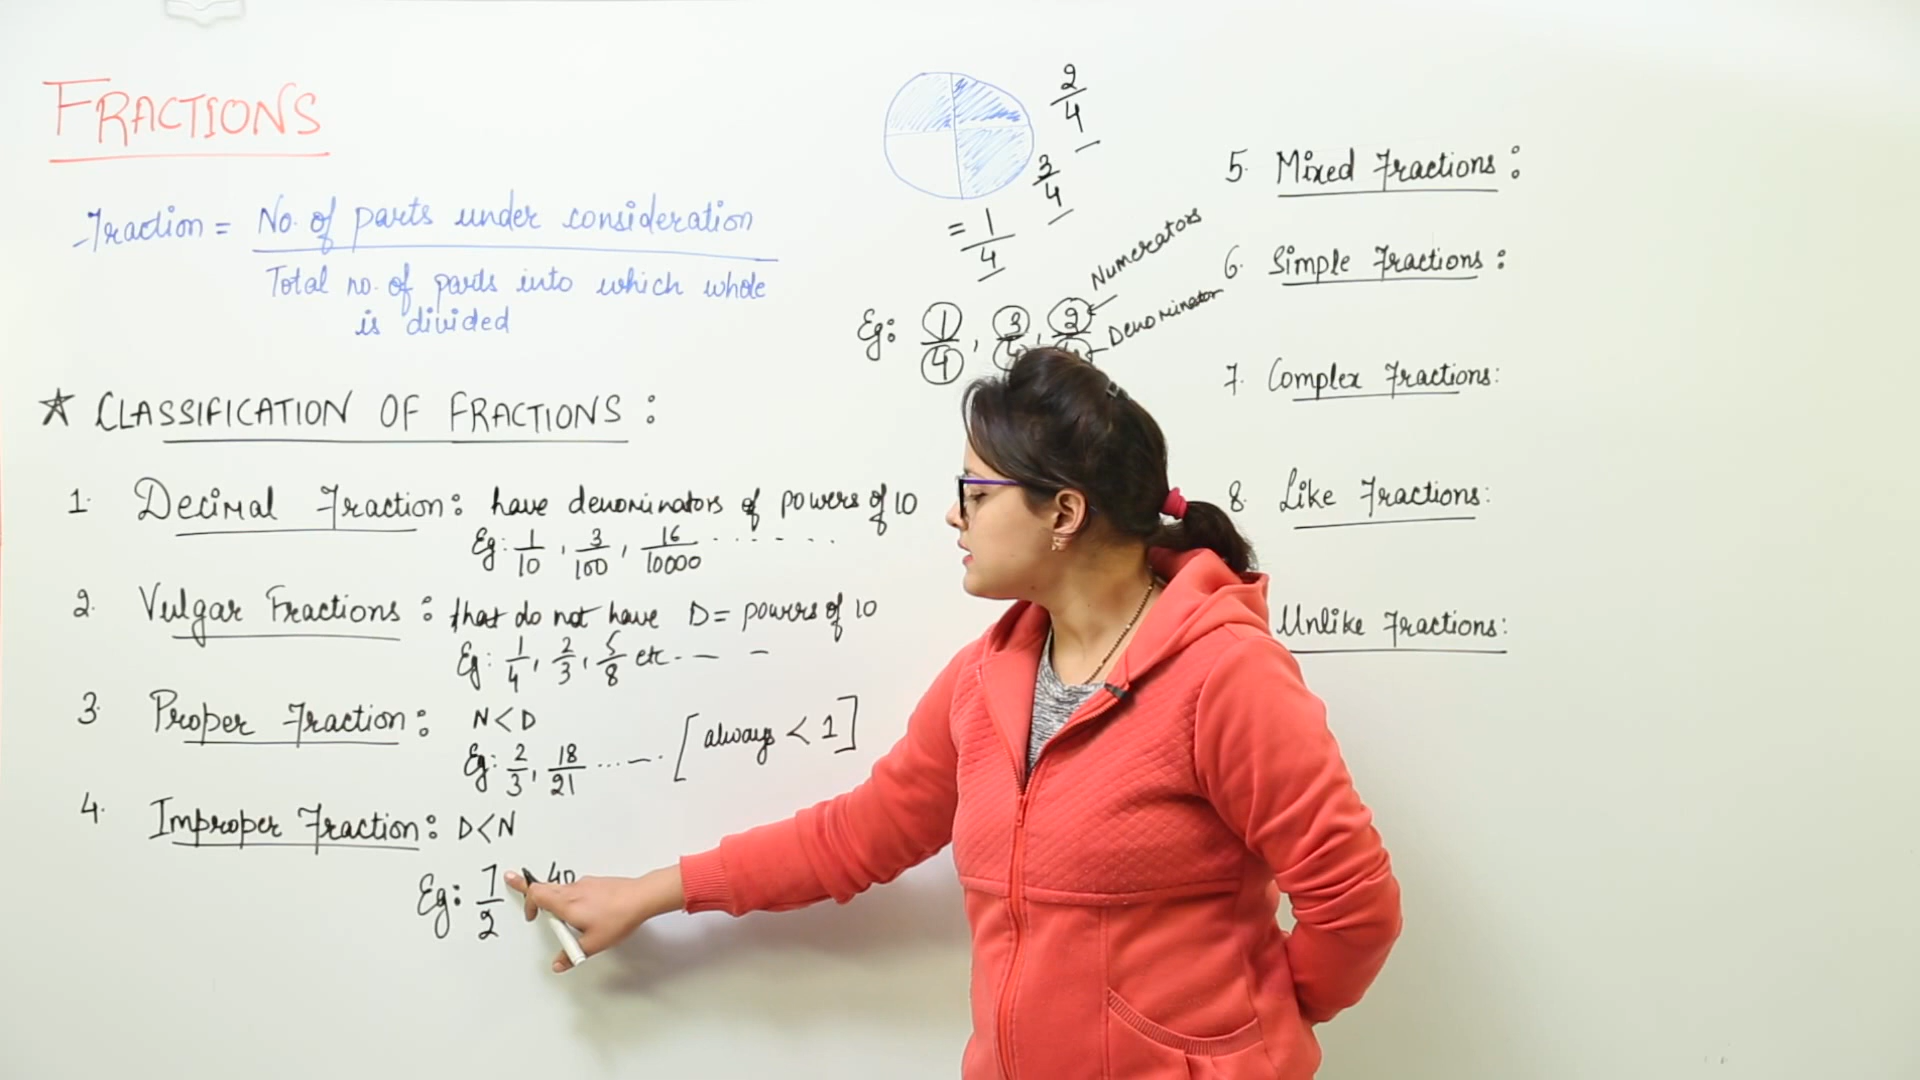 FRACTIONS
Fraction = No. of parts under consideration
Total no. of parts into which whole
is divided
2/4
3/4
= 1/4
Numerators
Denominator
Eg: 1/4, 3/4, 2/4
★ CLASSIFICATION OF FRACTIONS:
1. Decimal Fraction: have denominators of powers of 10
Eg: 1/10, 3/100, 16/10000 ......
2. Vulgar Fractions: that do not have D = powers of 10
Eg: 1/4, 2/3, 5/8 etc. — –
3 Proper Fraction: N<D
Eg: 2/3, 18/21 ...—. [always < 1]
4. Improper Fraction: D<N
Eg: 7/2 40
5. Mixed Fractions:
6. Simple Fractions:
7. Complex Fractions:
8. Like Fractions:
Unlike Fractions: